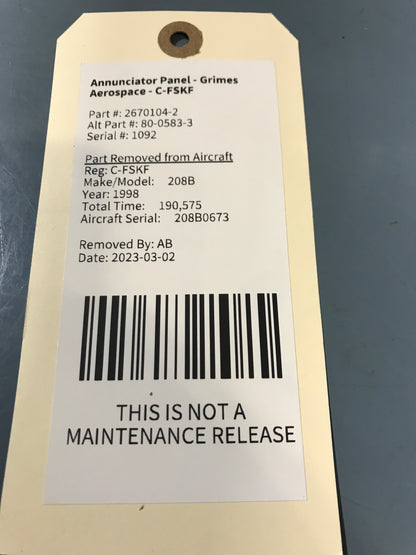 Annunciator Panel - Grimes
Aerospace - C-FSKF
Part #: 2670104-2
Alt Part #: 80-0583-3
Serial #: 1092
Part Removed from Aircraft
Reg: C-FSKF
Make/Model: 208B
Year: 1998
Total Time: 190,575
Aircraft Serial: 208B0673
Removed By: AB
Date: 2023-03-02
THIS IS NOT A
MAINTENANCE RELEASE